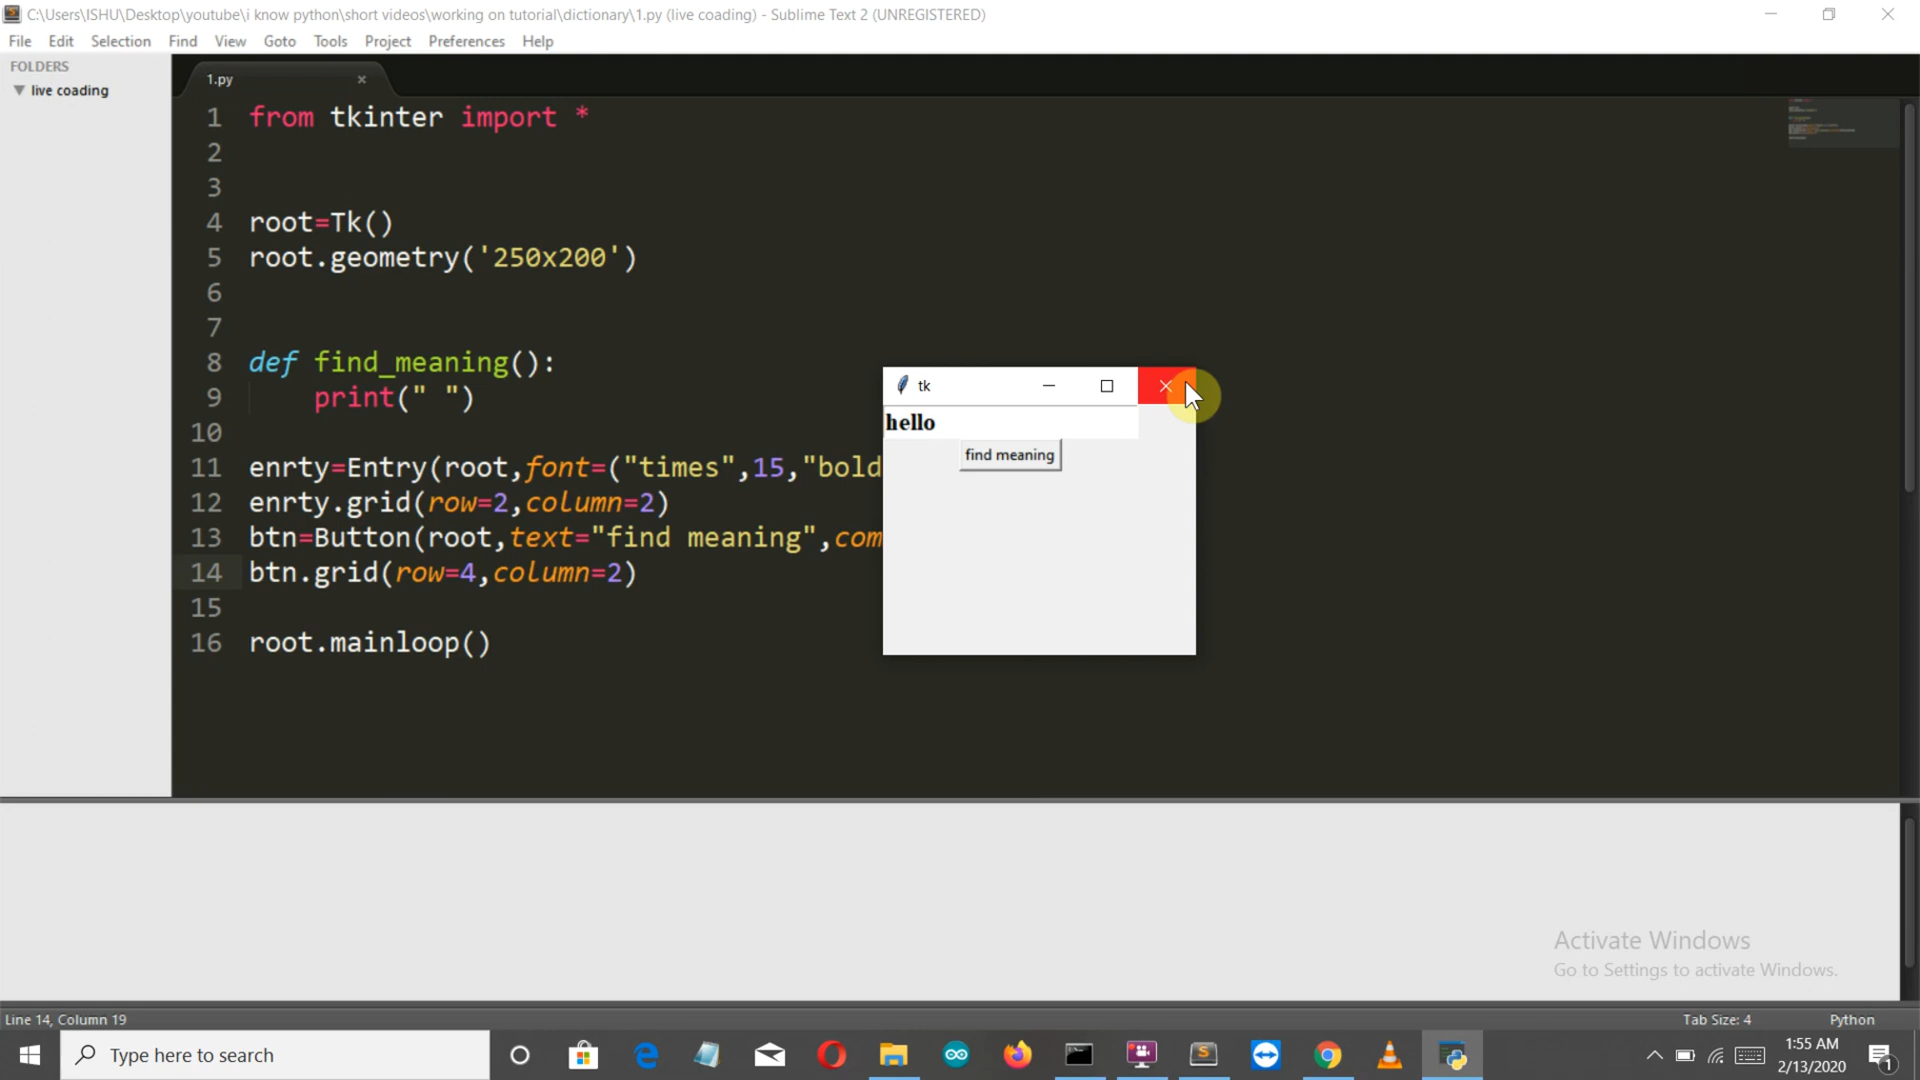 C:\Users\ISHU\Desktop\youtube\i know python\short videos\working on tutorial\dictionary\1.py (live coading) - Sublime Text 2 (UNREGISTERED)
File Edit Selection Find View Goto Tools Project Preferences Help
FOLDERS
live coading
1.py
1 from tkinter import *
2
3
4 root=Tk()
5 root.geometry('250x200')
6
7
8 def find_meaning():
9 print(" ")
10
11 enrty=Entry(root,font=("times",15,"bold
12 enrty.grid(row=2,column=2)
13 btn=Button(root,text="find meaning",com
14 btn.grid(row=4,column=2)
15
16 root.mainloop()
tk
hello
find meaning
Activate Windows
Go to Settings to activate Windows.
Line 14, Column 19
Tab Size: 4
Python
Type here to search
1:55 AM
2/13/2020
1